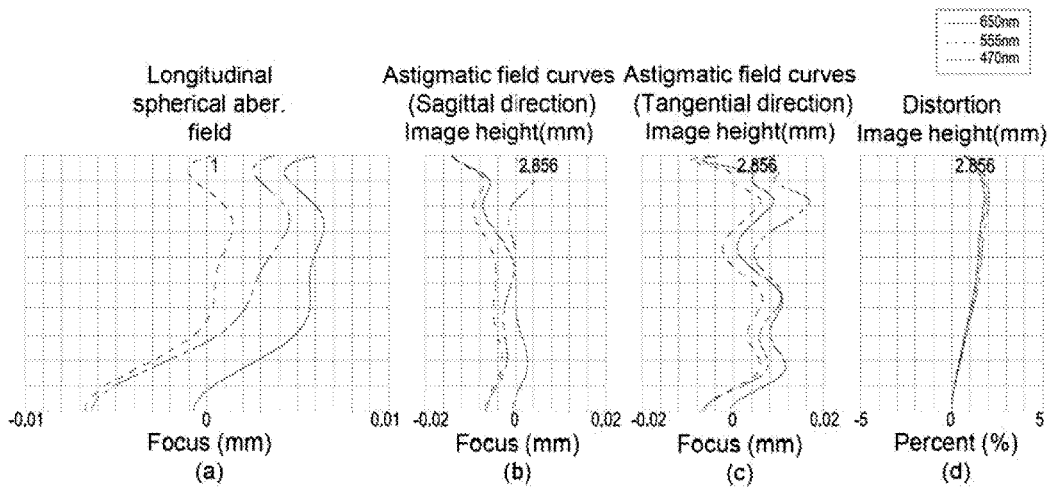 650nm
555nm
470nm
Longitudinal
spherical aber.
field
Astigmatic field curves
(Sagittal direction)
Image height(mm)
Astigmatic field curves
(Tangential direction)
Image height(mm)
Distortion
Image height(mm)
1
2.856
2.856
2.856
-0.01
0
0.01
-0.02
0
0.02
-0.02
0
0.02
-5
0
5
Focus (mm)
Focus (mm)
Focus (mm)
Percent (%)
(a)
(b)
(c)
(d)